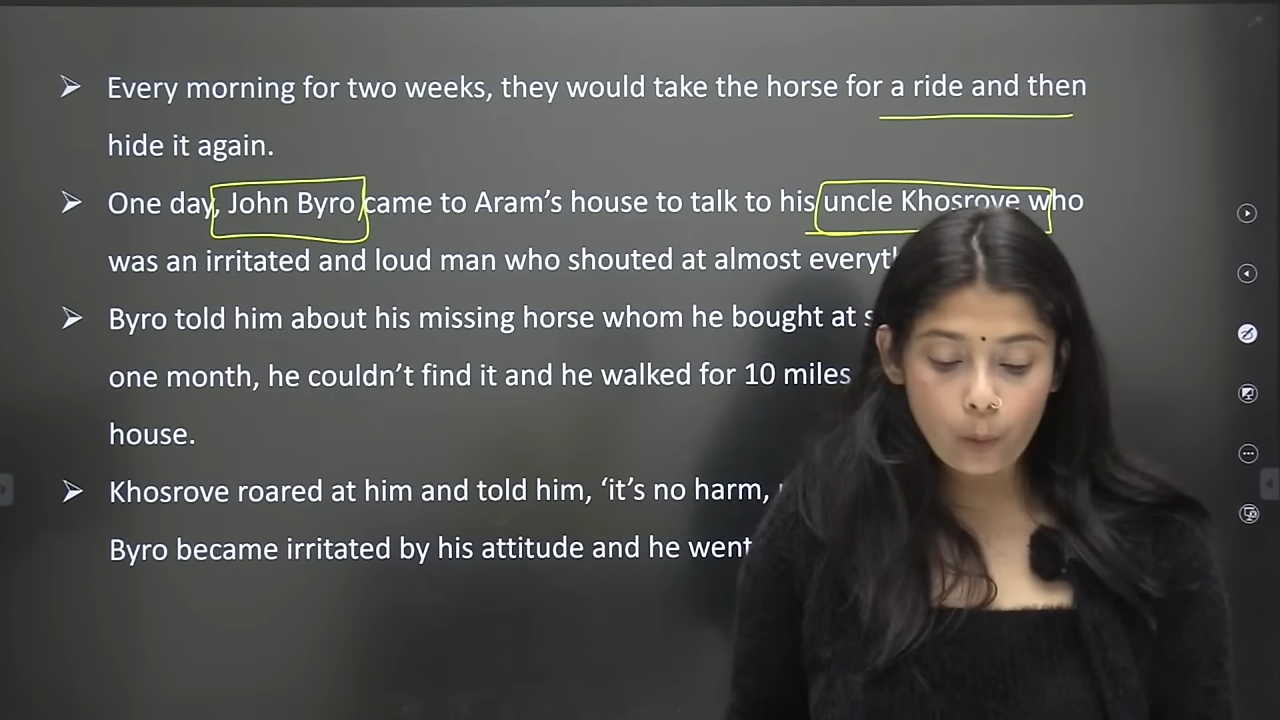 Every morning for two weeks, they would take the horse for a ride and then
hide it again.
One day, John Byro came to Aram’s house to talk to his uncle Khosrove who
was an irritated and loud man who shouted at almost
Byro told him about his missing horse whom he bought at
one month, he couldn’t find it and he walked for 10 miles
house.
Khosrove roared at him and told him, ‘it’s no harm,
Byro became irritated by his attitude and he went